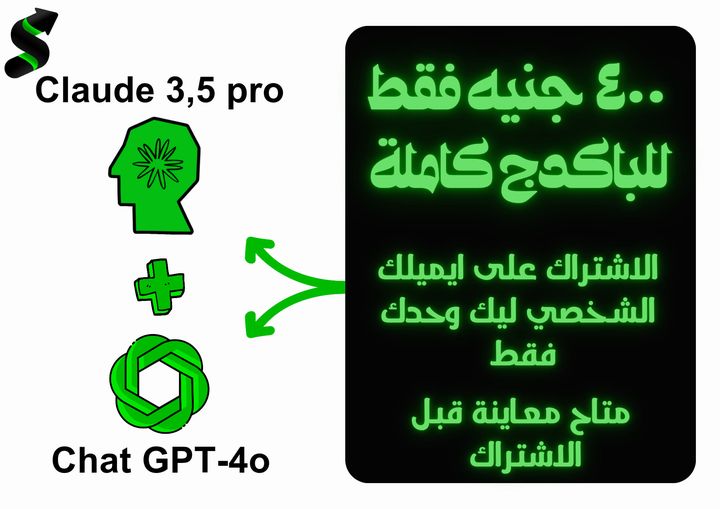 Claude 3,5 pro
Chat GPT-4o
٤٠٠ جنيه فقط
للباكدج كاملة
الاشتراك على ايميلك
الشخصي ليك وحدك
فقط
متاح معاينة قبل
الاشتراك